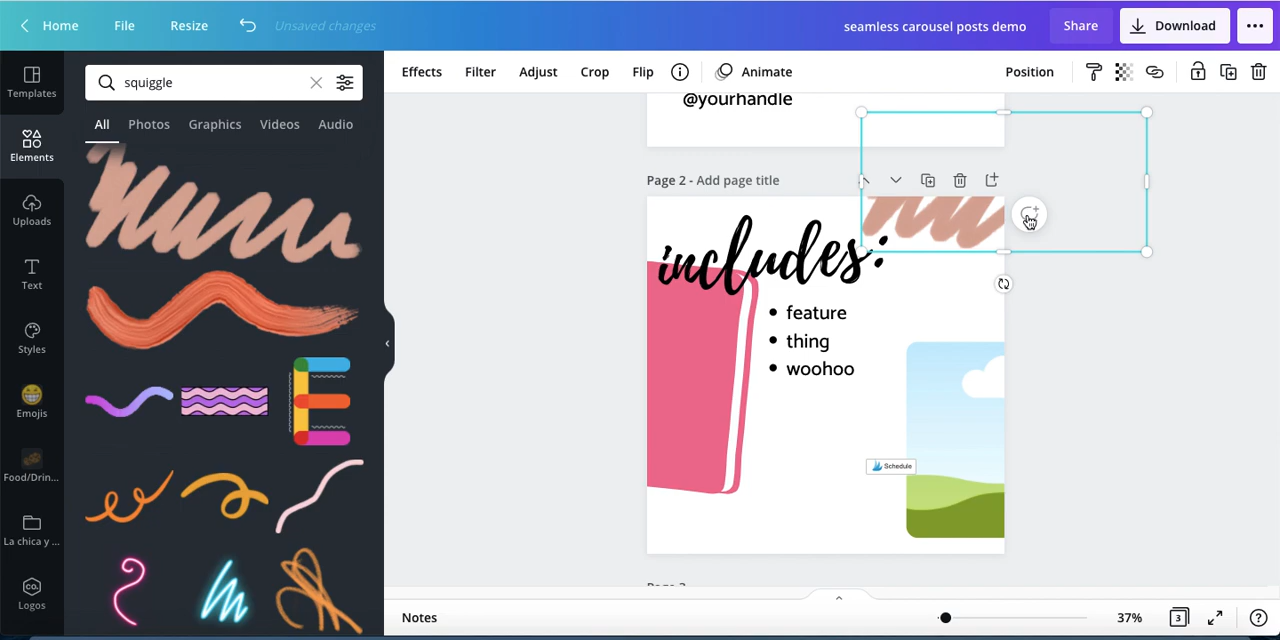 Home File Resize Unsaved changes seamless carousel posts demo Share Download
Templates
Elements
Uploads
Text
Styles
Emojis
Food/Drin...
La chica y ...
CO.
Logos
squiggle
All Photos Graphics Videos Audio
Effects Filter Adjust Crop Flip Animate Position
@yourhandle
Page 2 - Add page title
includes:
feature
thing
woohoo
Schedule
Notes 37% 3